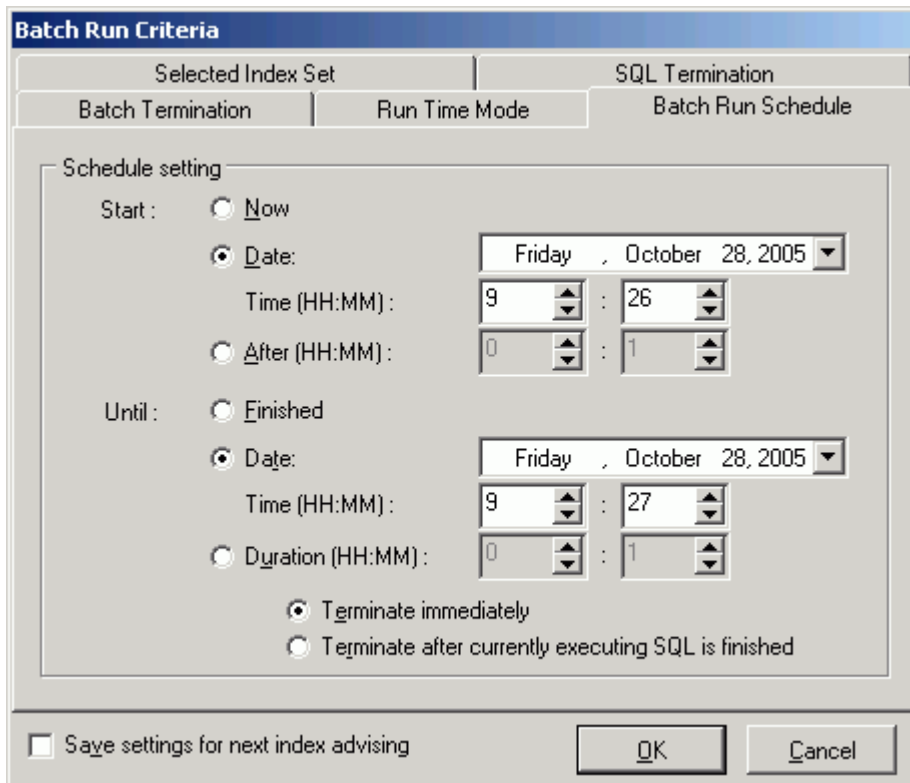 Batch Run Criteria
Selected Index Set SQL Termination
Batch Termination Run Time Mode Batch Run Schedule
Schedule setting
Start : Now
Date: Friday , October 28, 2005
Time (HH:MM) : 9 : 26
After (HH:MM) : 0 : 1
Until : Finished
Date: Friday , October 28, 2005
Time (HH:MM) : 9 : 27
Duration (HH:MM) : 0 : 1
Terminate immediately
Terminate after currently executing SQL is finished
Save settings for next index advising OK Cancel